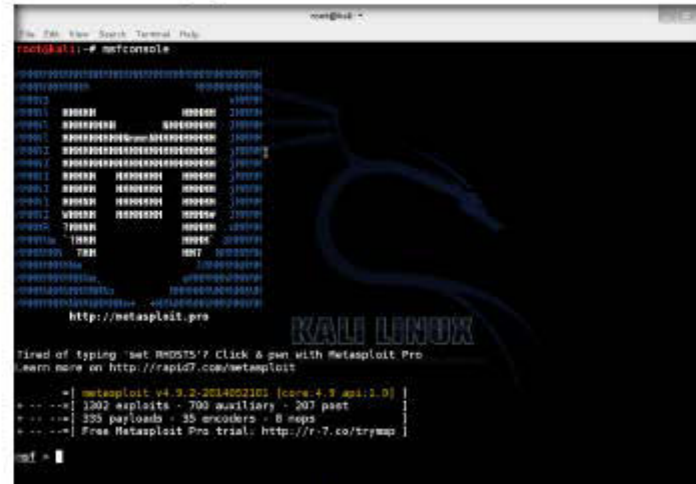 root@kali: ~
File Edit View Search Terminal Help
root@kali:~# msfconsole
http://metasploit.pro
KALI LINUX
Tired of typing 'set RHOSTS'? Click & pwn with Metasploit Pro
Learn more on http://rapid7.com/metasploit
=[ metasploit v4.9.2-2014052101 [core:4.9 api:1.0] ]
+ -- --=[ 1302 exploits - 700 auxiliary - 207 post ]
+ -- --=[ 335 payloads - 35 encoders - 8 nops ]
+ -- --=[ Free Metasploit Pro trial: http://r-7.co/trymsp ]
msf >